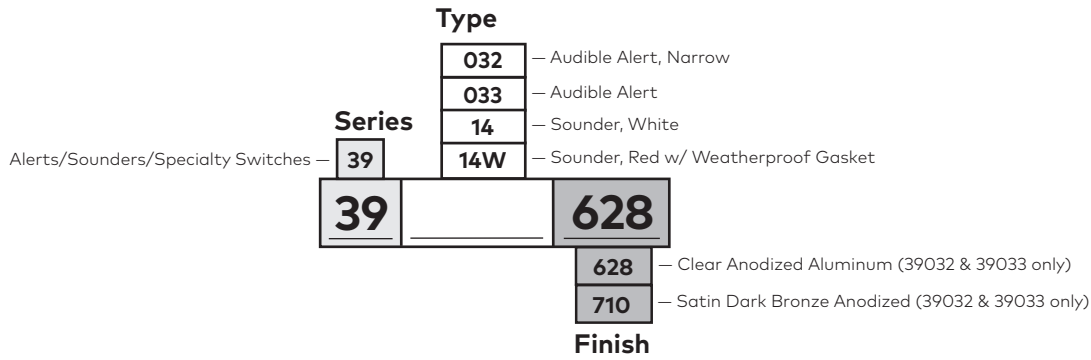 Type
032 — Audible Alert, Narrow
033 — Audible Alert
Series
14 — Sounder, White
Alerts/Sounders/Specialty Switches — 39
14W — Sounder, Red w/ Weatherproof Gasket
39 628
628 — Clear Anodized Aluminum (39032 & 39033 only)
710 — Satin Dark Bronze Anodized (39032 & 39033 only)
Finish